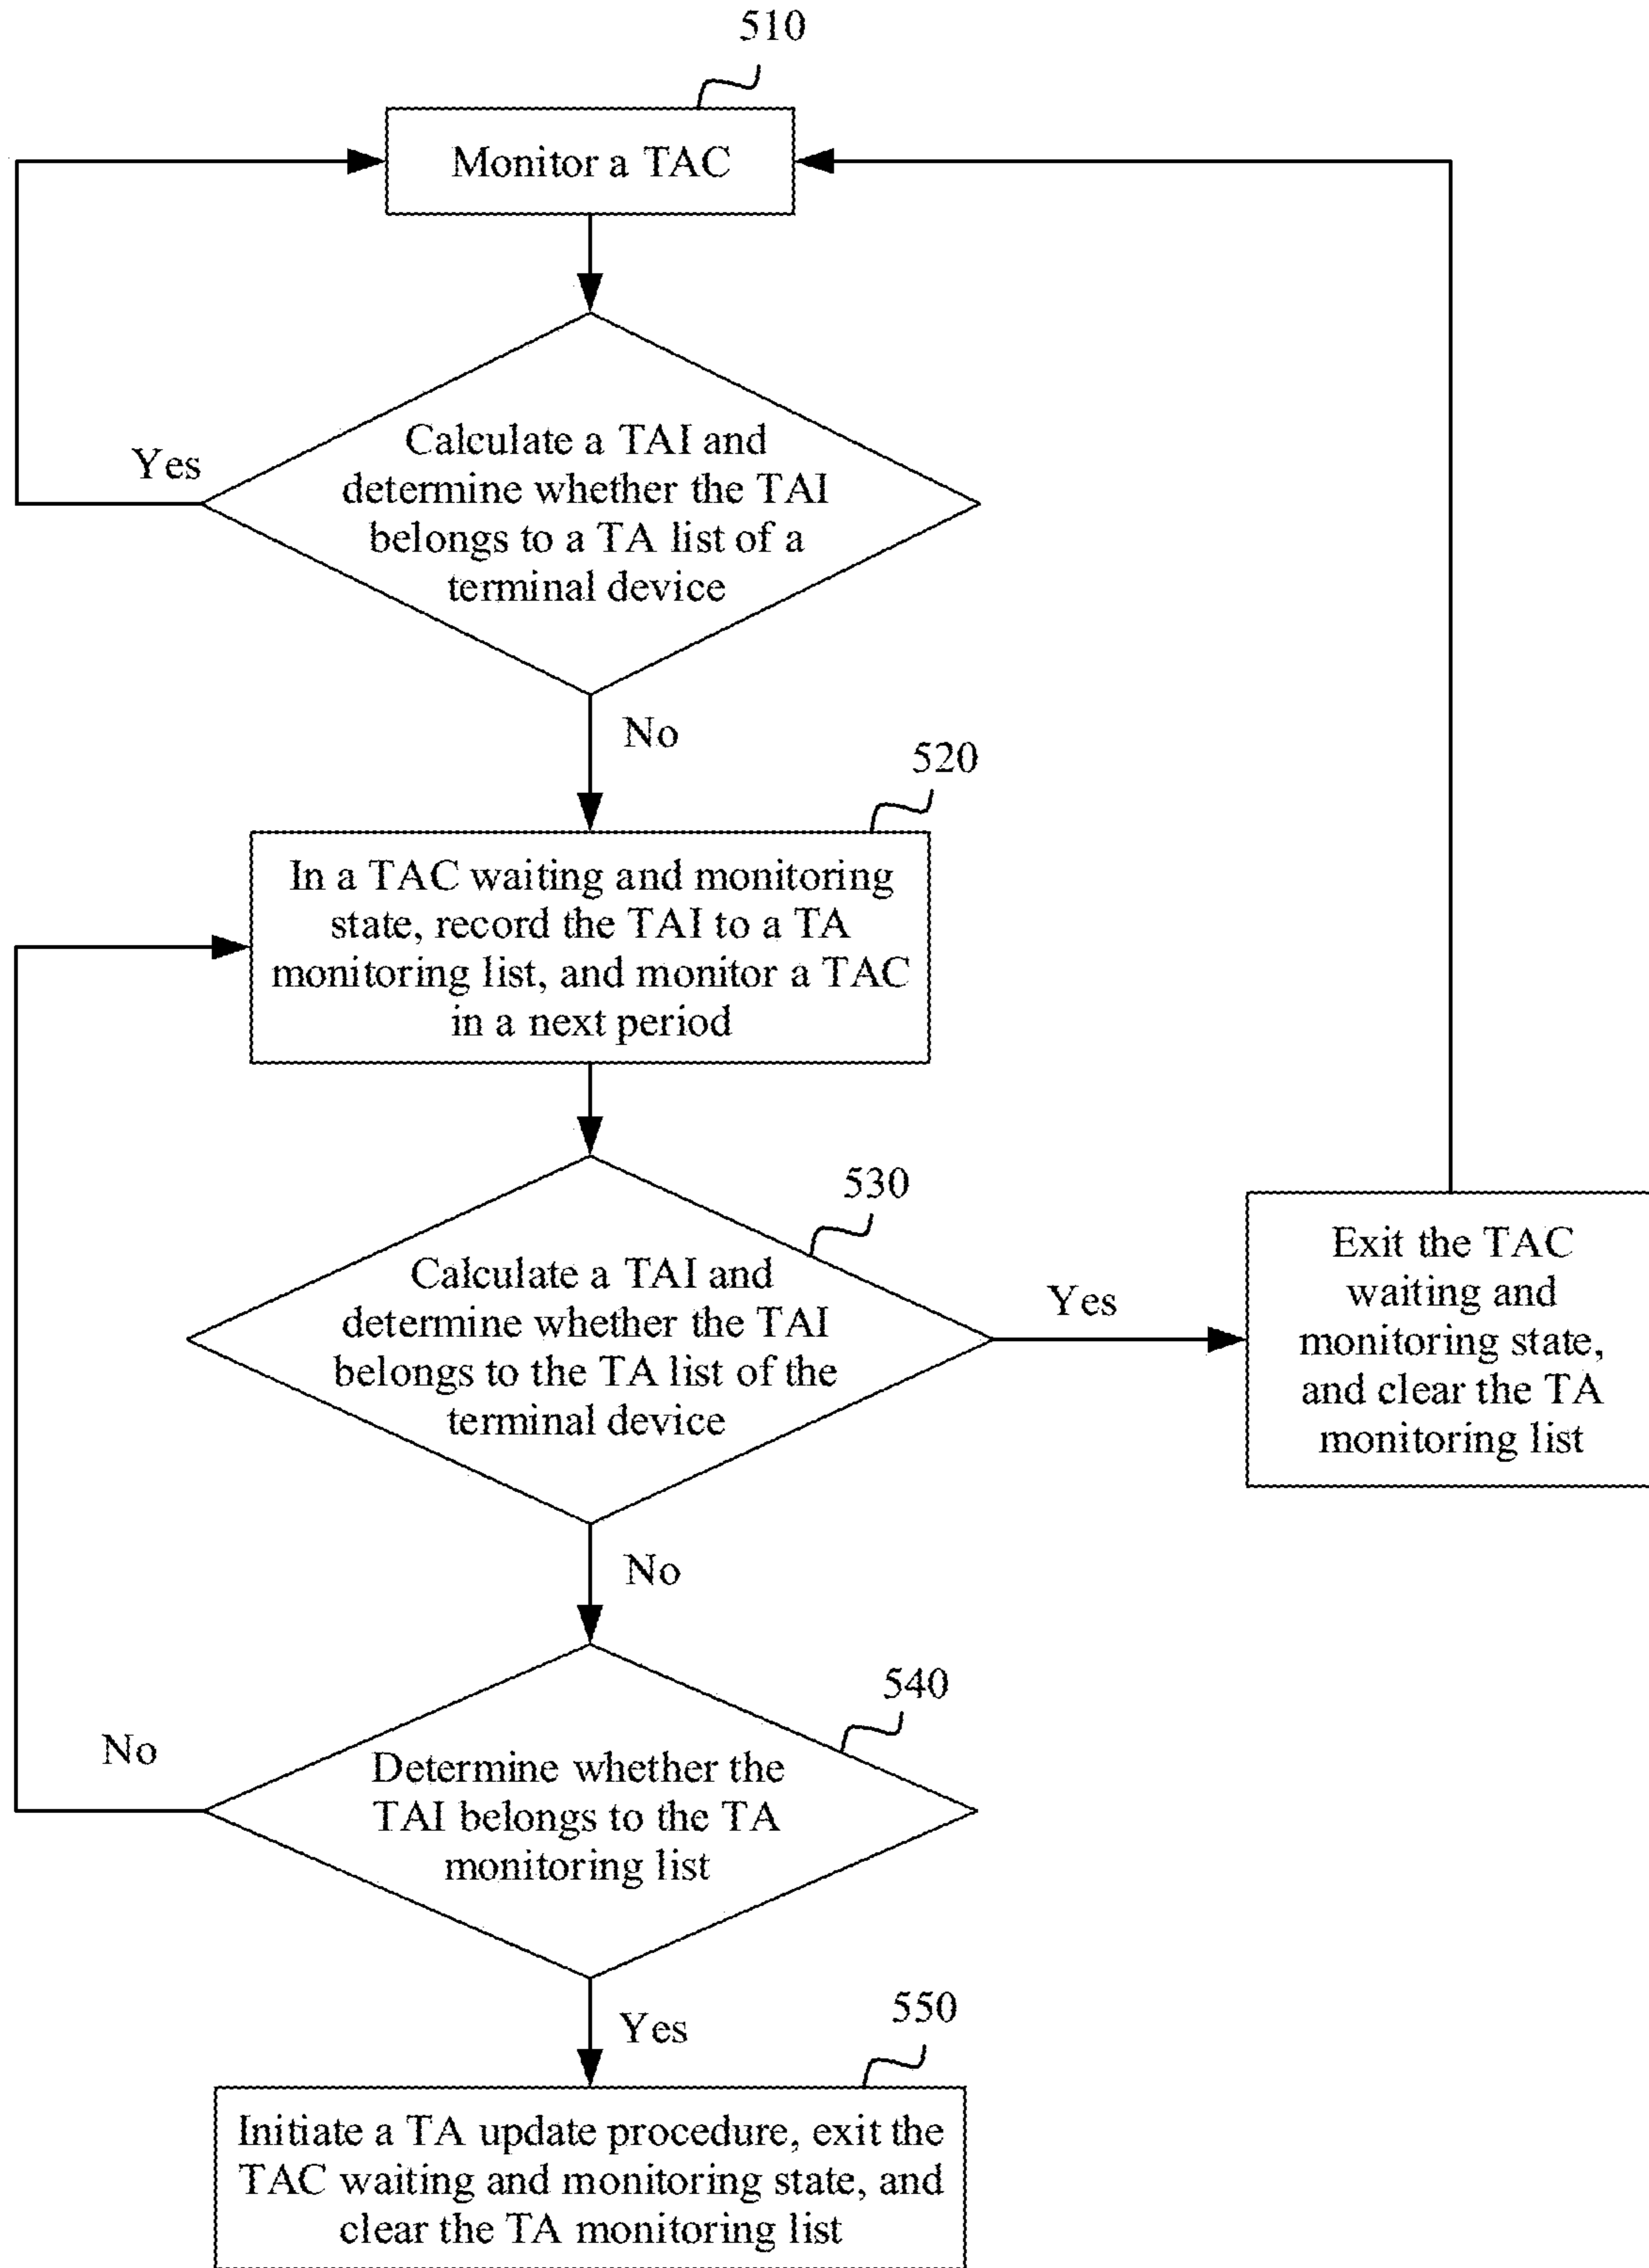 510
Monitor a TAC
Calculate a TAI and
determine whether the TAI
belongs to a TA list of a
terminal device
Yes
No
520
In a TAC waiting and monitoring
state, record the TAI to a TA
monitoring list, and monitor a TAC
in a next period
530
Calculate a TAI and
determine whether the TAI
belongs to the TA list of the
terminal device
Yes
Exit the TAC
waiting and
monitoring state,
and clear the TA
monitoring list
No
540
Determine whether the
TAI belongs to the TA
monitoring list
No
Yes
550
Initiate a TA update procedure, exit the
TAC waiting and monitoring state, and
clear the TA monitoring list